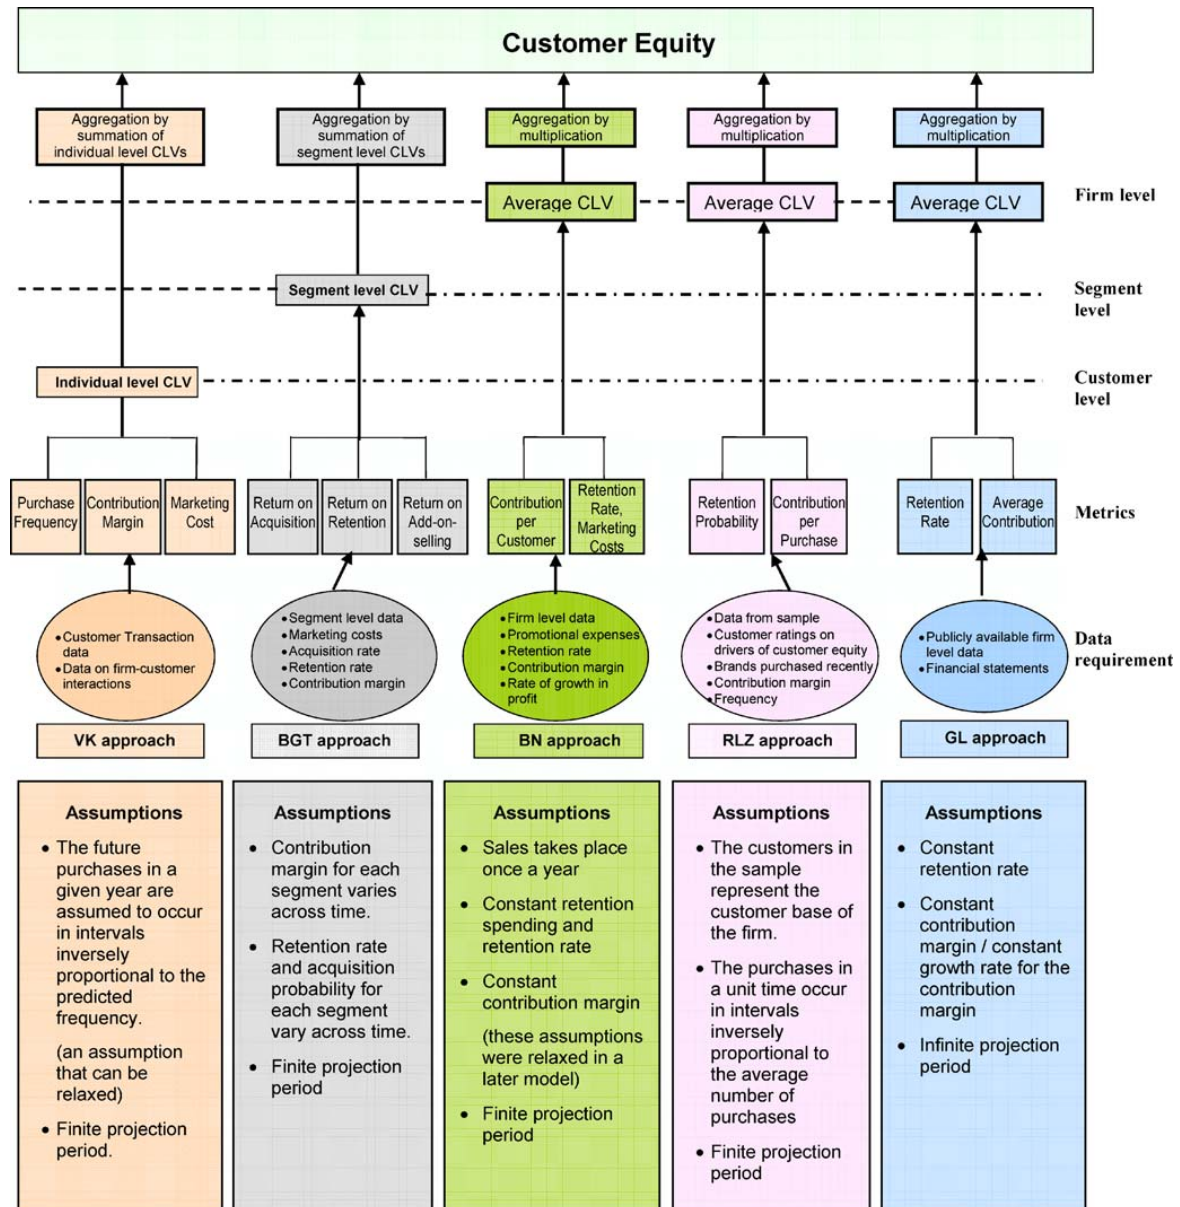 Customer Equity
Aggregation by
summation of
individual level CLVs
Aggregation by
summation of
segment level CLVs
Aggregation by
multiplication
Aggregation by
multiplication
Aggregation by
multiplication
Average CLV
Average CLV
Average CLV
Firm level
Segment level CLV
Segment
level
Individual level CLV
Customer
level
Purchase
Frequency
Contribution
Margin
Marketing
Cost
Return on
Acquisition
Return on
Retention
Return on
Add-on-
selling
Contribution
per
Customer
Retention
Rate,
Marketing
Costs
Retention
Probability
Contribution
per
Purchase
Retention
Rate
Average
Contribution
Metrics
• Customer Transaction
data
• Data on firm-customer
interactions
• Segment level data
• Marketing costs
• Acquisition rate
• Retention rate
• Contribution margin
• Firm level data
• Promotional expenses
• Retention rate
• Contribution margin
• Rate of growth in
profit
• Data from sample
• Customer ratings on
drivers of customer equity
• Brands purchased recently
• Contribution margin
• Frequency
• Publicly available firm
level data
• Financial statements
Data
requirement
VK approach
BGT approach
BN approach
RLZ approach
GL approach
Assumptions
• The future
purchases in a
given year are
assumed to occur
in intervals
inversely
proportional to the
predicted
frequency.
(an assumption
that can be
relaxed)
• Finite projection
period.
Assumptions
• Contribution
margin for each
segment varies
across time.
• Retention rate
and acquisition
probability for
each segment
vary across time.
• Finite projection
period
Assumptions
• Sales takes place
once a year
• Constant retention
spending and
retention rate
• Constant
contribution margin
(these assumptions
were relaxed in a
later model)
• Finite projection
period
Assumptions
• The customers in
the sample
represent the
customer base of
the firm.
• The purchases in
a unit time occur
in intervals
inversely
proportional to
the average
number of
purchases
• Finite projection
period
Assumptions
• Constant
retention rate
• Constant
contribution
margin / constant
growth rate for the
contribution
margin
• Infinite projection
period